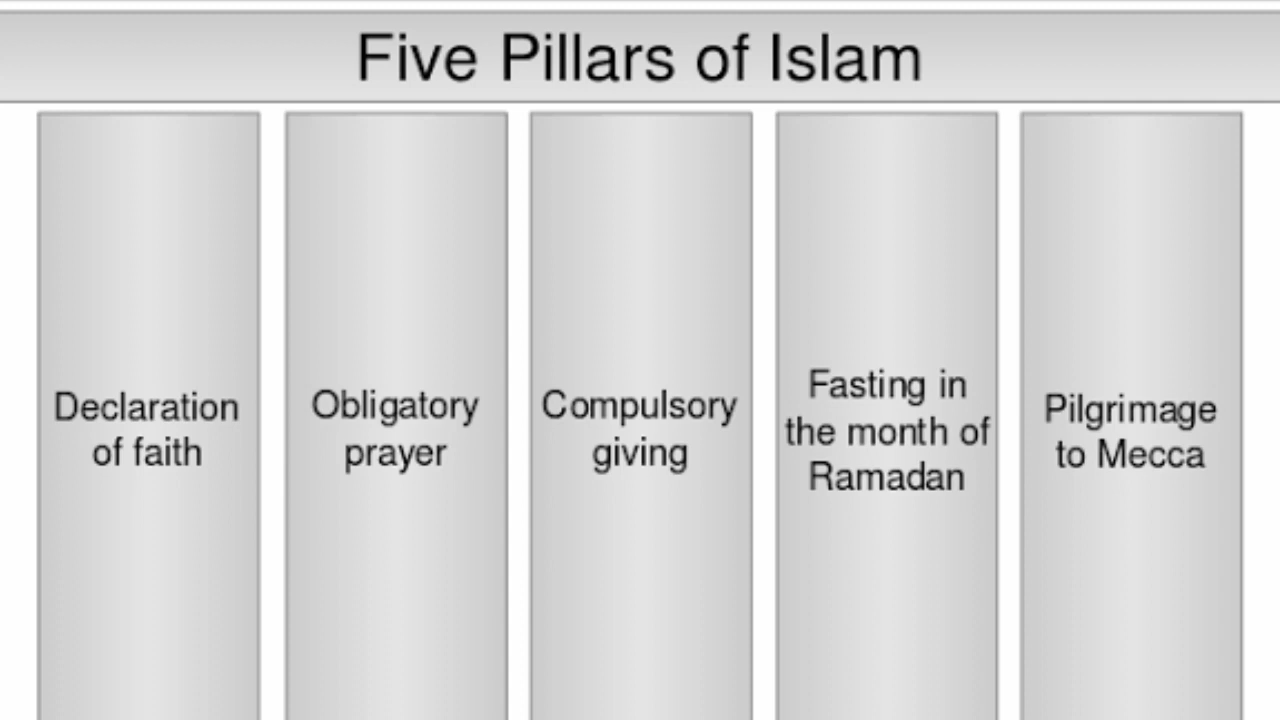 Five Pillars of Islam
Declaration
of faith
Obligatory
prayer
Compulsory
giving
Fasting in
the month of
Ramadan
Pilgrimage
to Mecca